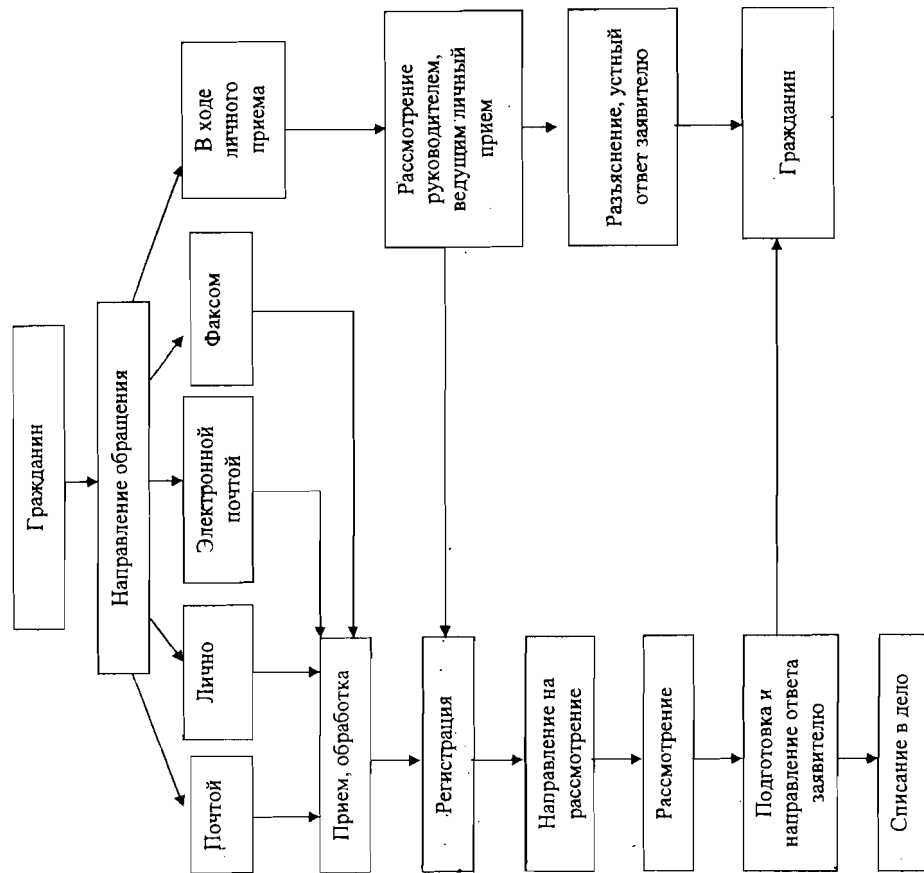 Гражданин
Направление обращения
Почтой
Лично
Электронной
почтой
Факсом
В ходе
личного
приема
Прием, обработка
Рассмотрение
руководителем,
ведущим личный
прием
Регистрация
Направление на
рассмотрение
Разъяснение, устный
ответ заявителю
Рассмотрение
Подготовка и
направление ответа
заявителю
Гражданин
Списание в дело